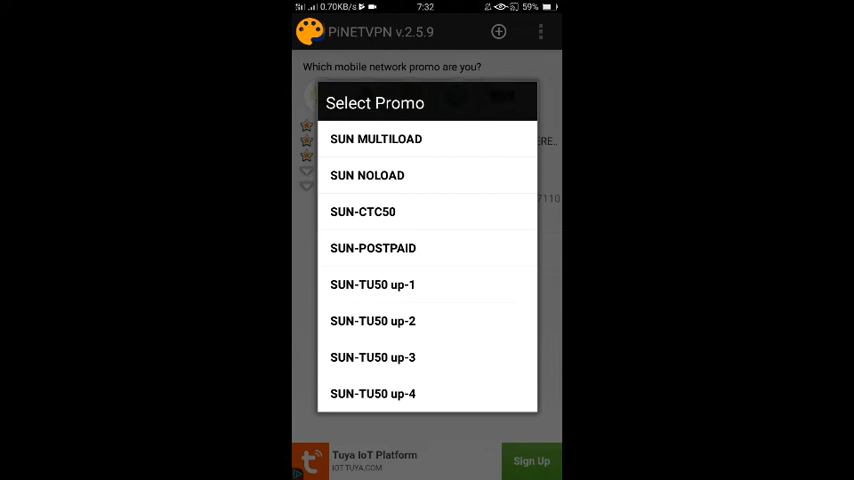 0.70KB/s
7:32
59%
PiNETVPN v.2.5.9
Which mobile network promo are you?
Select Promo
SUN MULTILOAD
ERE..
SUN NOLOAD
7110
SUN-CTC50
SUN-POSTPAID
SUN-TU50 up-1
SUN-TU50 up-2
SUN-TU50 up-3
SUN-TU50 up-4
Tuya IoT Platform
IOT.TUYA.COM
Sign Up